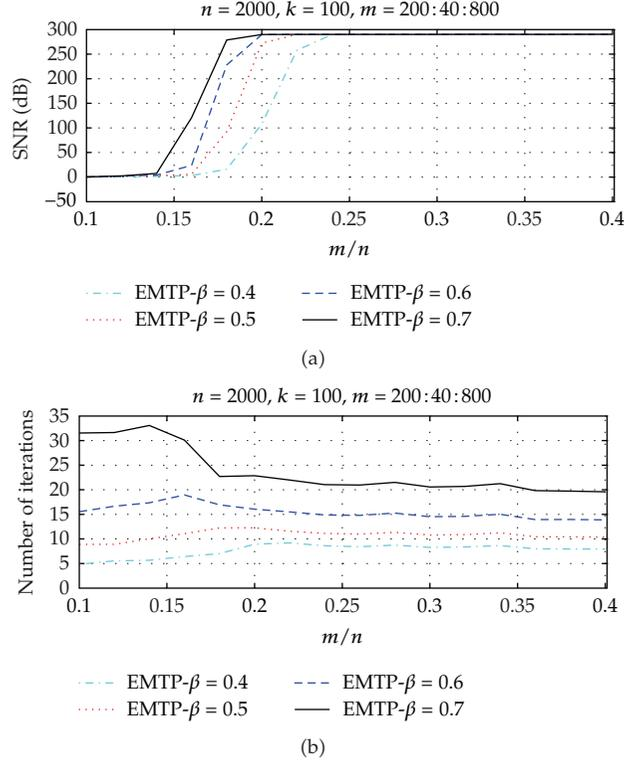 n = 2000, k = 100, m = 200:40:800
SNR (dB)
300
250
200
150
100
50
0
−50
0.1 0.15 0.2 0.25 0.3 0.35 0.4
m/n
EMTP-β = 0.4 EMTP-β = 0.6
EMTP-β = 0.5 EMTP-β = 0.7
(a)
n = 2000, k = 100, m = 200:40:800
Number of iterations
35
30
25
20
15
10
5
0
0.1 0.15 0.2 0.25 0.3 0.35 0.4
m/n
EMTP-β = 0.4 EMTP-β = 0.6
EMTP-β = 0.5 EMTP-β = 0.7
(b)